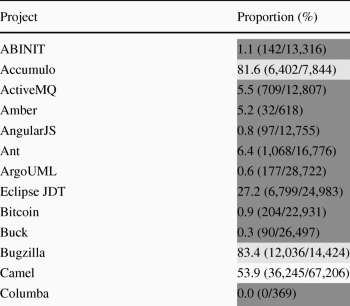 Project Proportion (%)
ABINIT 1.1 (142/13,316)
Accumulo 81.6 (6,402/7,844)
ActiveMQ 5.5 (709/12,807)
Amber 5.2 (32/618)
AngularJS 0.8 (97/12,755)
Ant 6.4 (1,068/16,776)
ArgoUML 0.6 (177/28,722)
Eclipse JDT 27.2 (6,799/24,983)
Bitcoin 0.9 (204/22,931)
Buck 0.3 (90/26,497)
Bugzilla 83.4 (12,036/14,424)
Camel 53.9 (36,245/67,206)
Columba 0.0 (0/369)